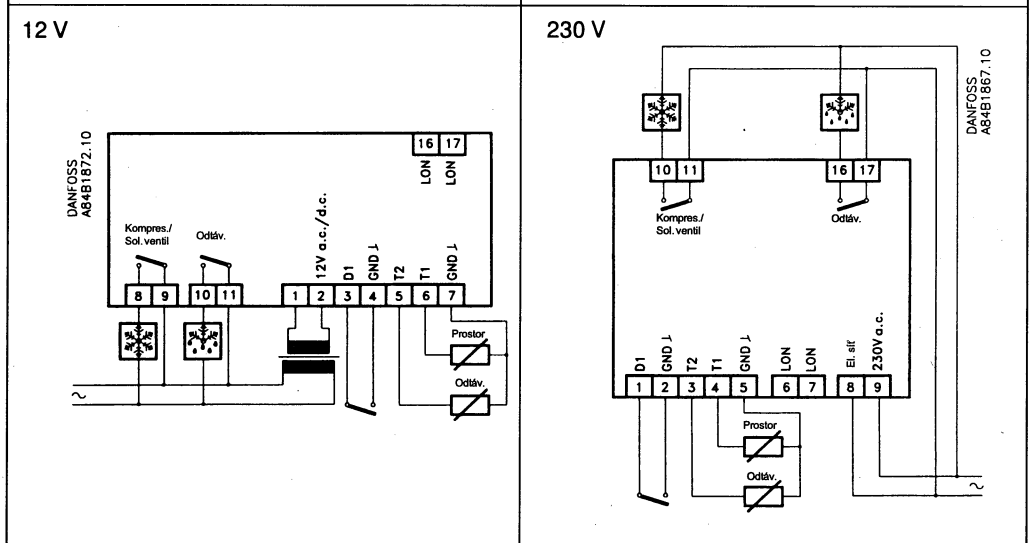 12 V
DANFOSS
A84B1872.10
16 17
LON LON
Kompres./
Sol. ventil
Odtáv.
12V a.c./d.c.
D1
GND
T2
T1
GND
8 9 10 11 1 2 3 4 5 6 7
Prostor
Odtáv.
~
230 V
DANFOSS
A84B1867.10
10 11 16 17
Kompres./
Sol. ventil
Odtáv.
D1
GND
T2
T1
GND
LON
LON
El. síť
230V a.c.
1 2 3 4 5 6 7 8 9
Prostor
Odtáv.
~